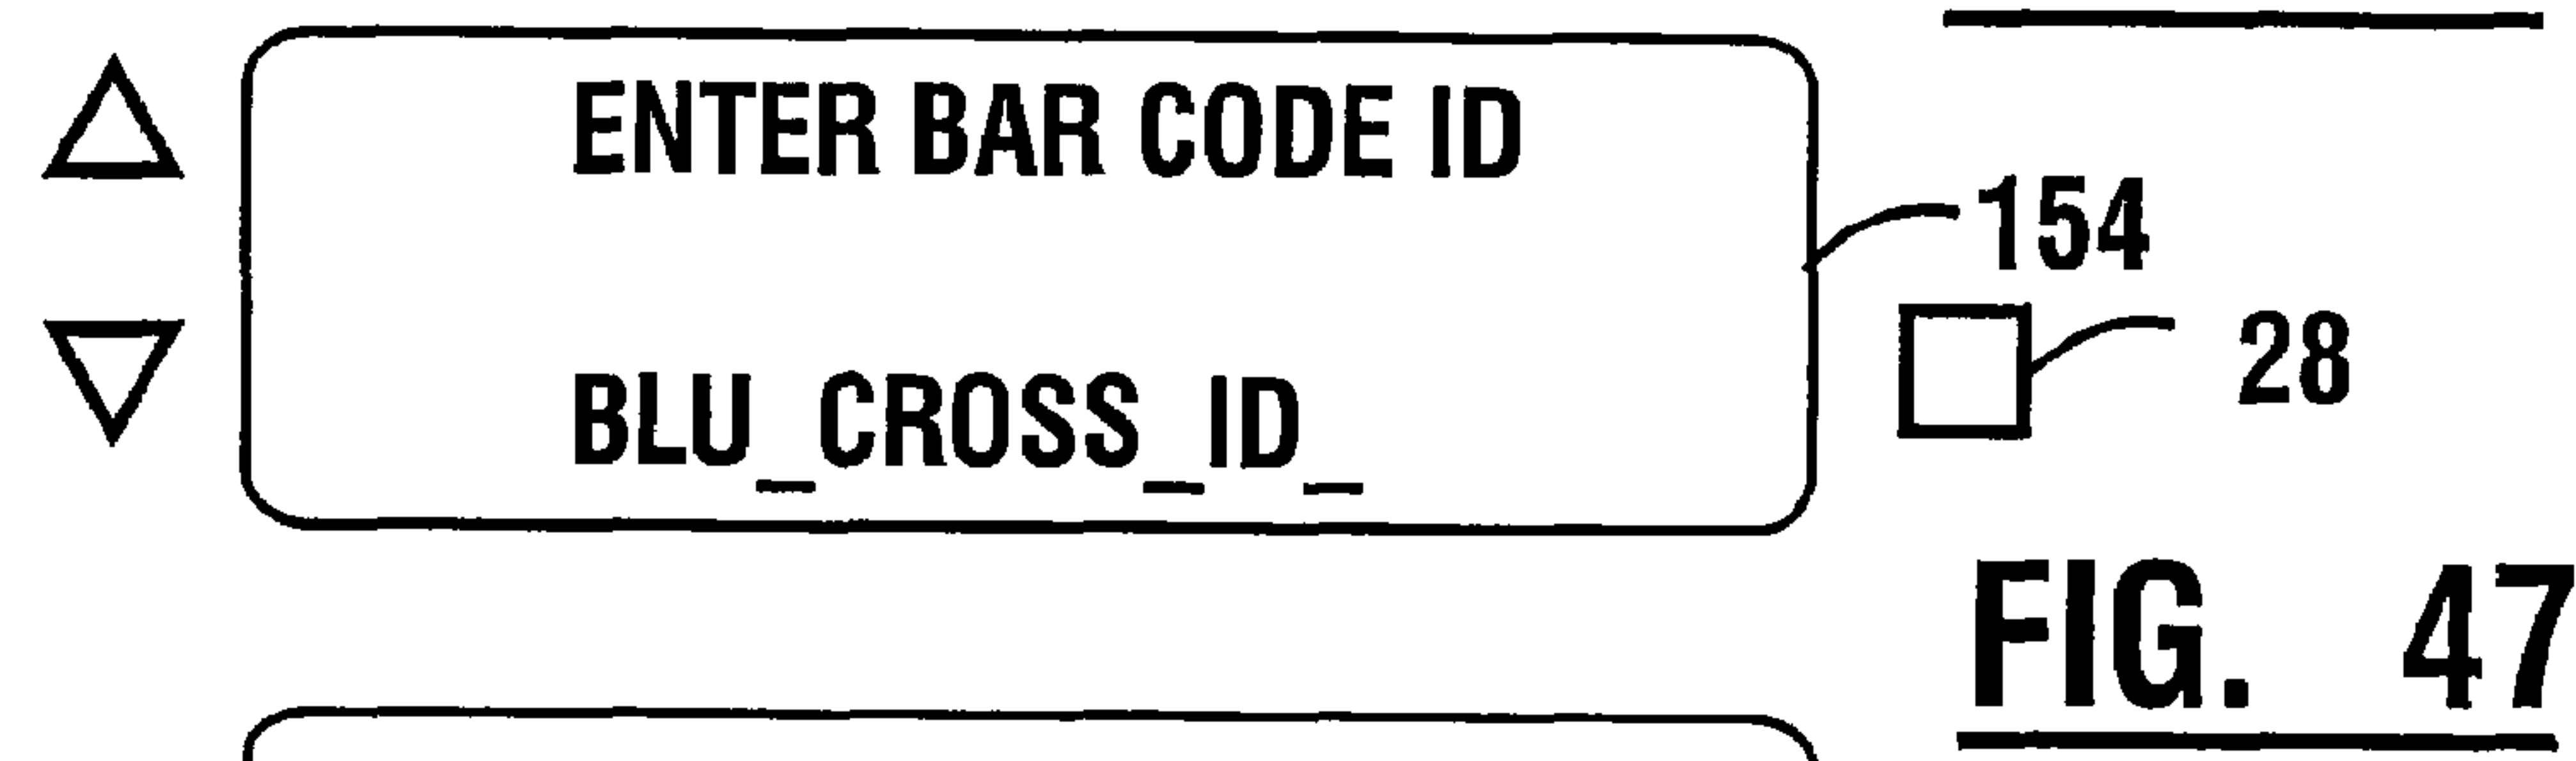 ENTER BAR CODE ID
154
28
BLU_CROSS_ID_
FIG. 47